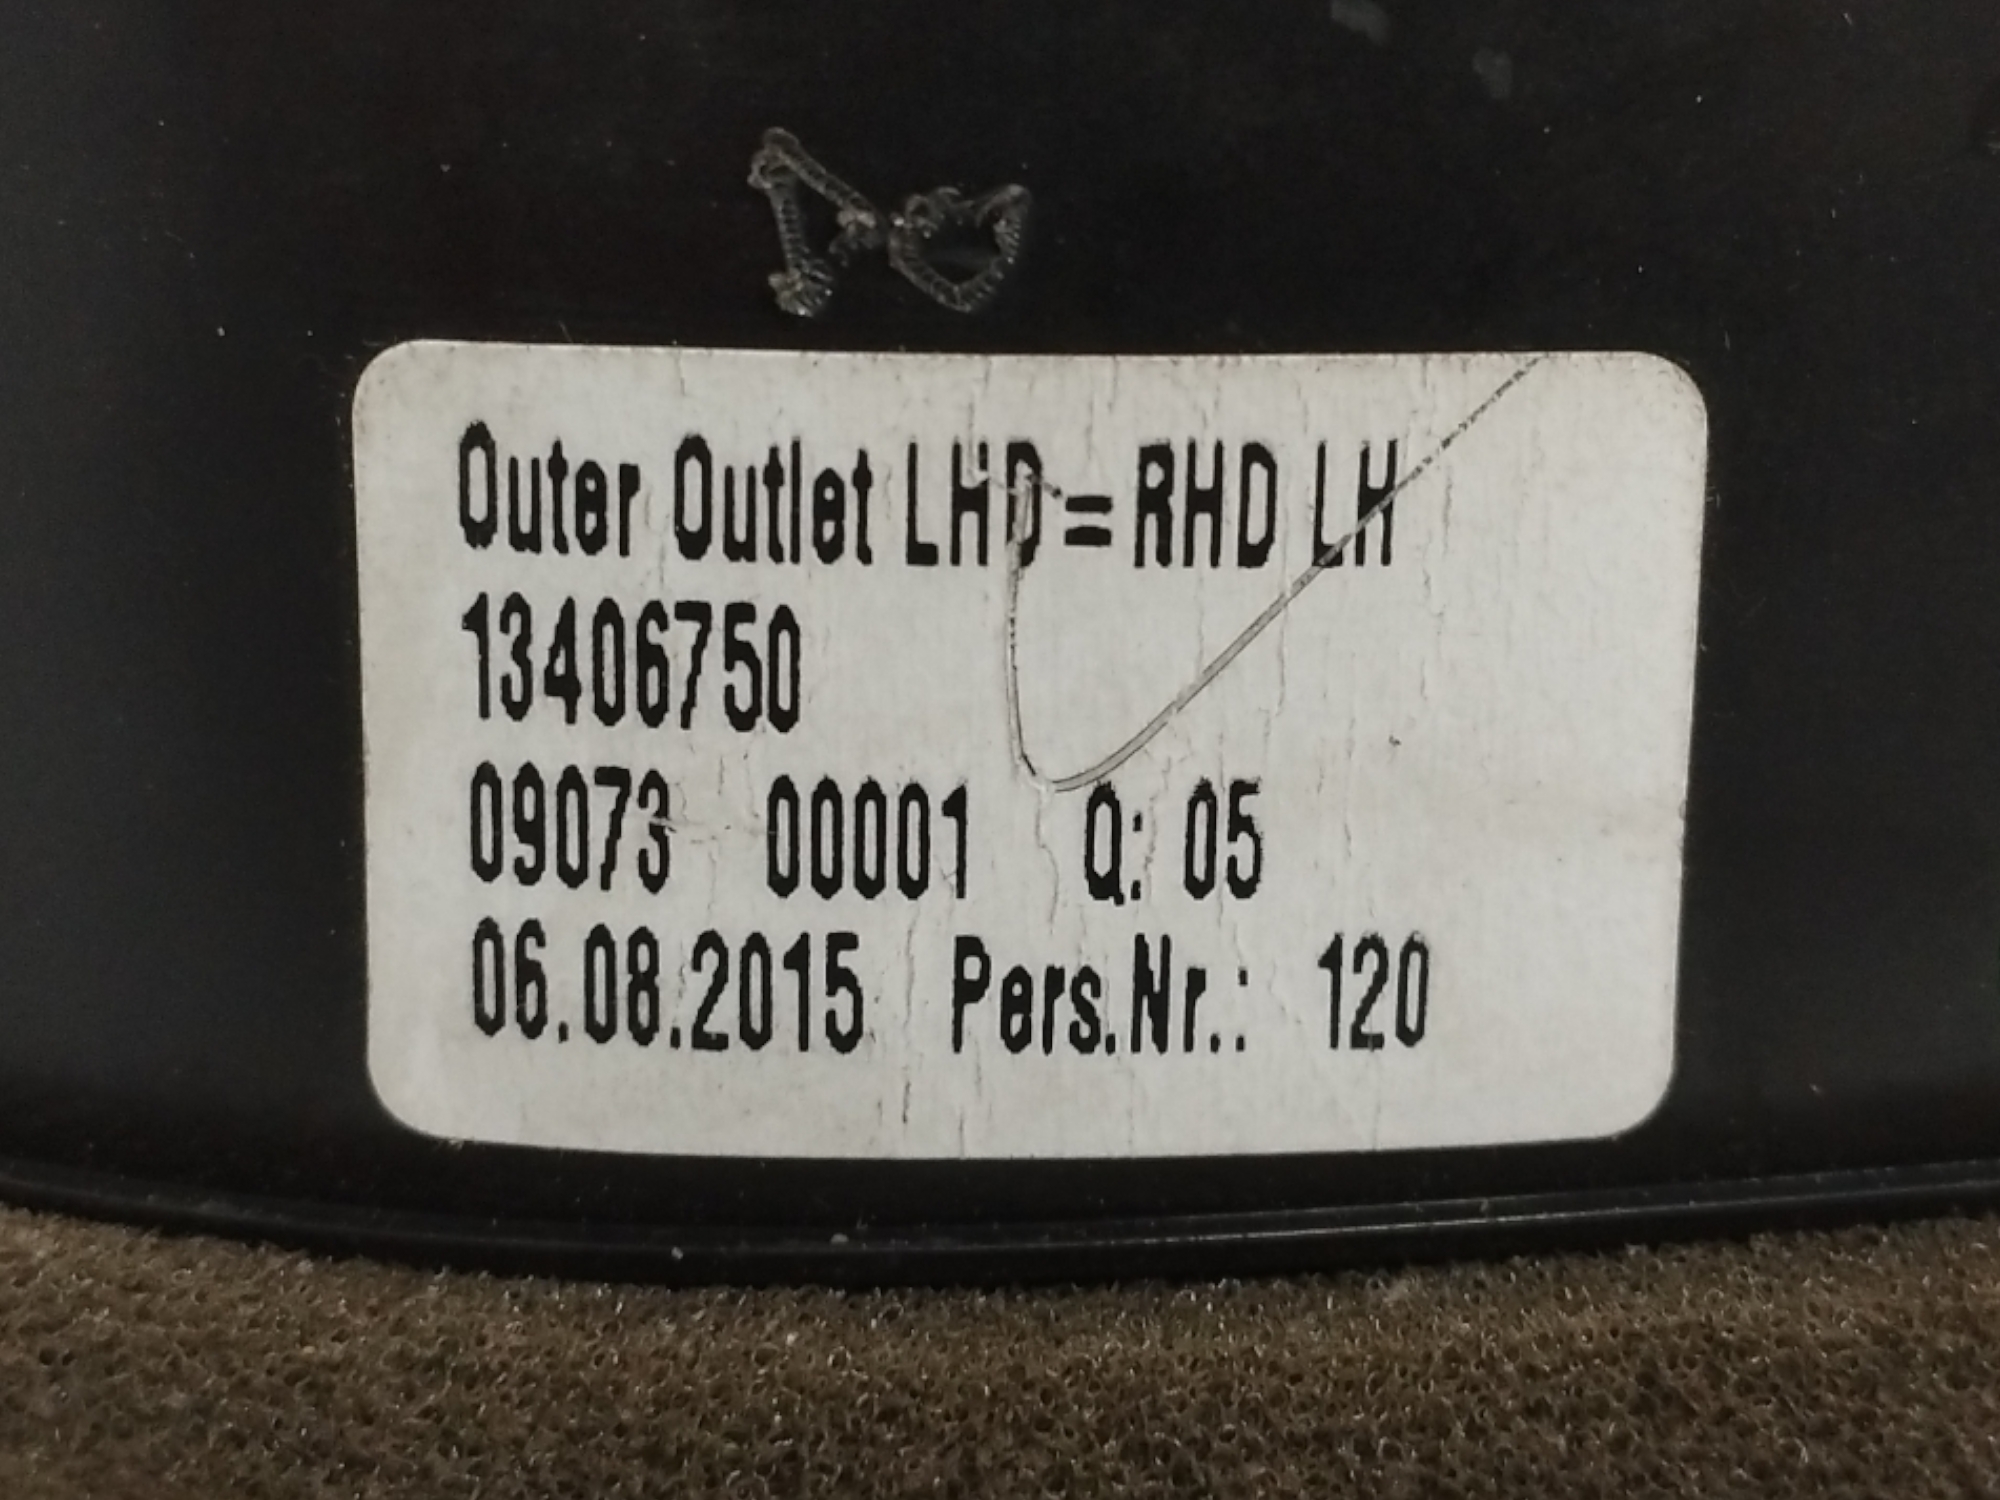 Outer Outlet LHD = RHD LH
13406750
09073 00001 Q: 05
06.08.2015 Pers.Nr.: 120